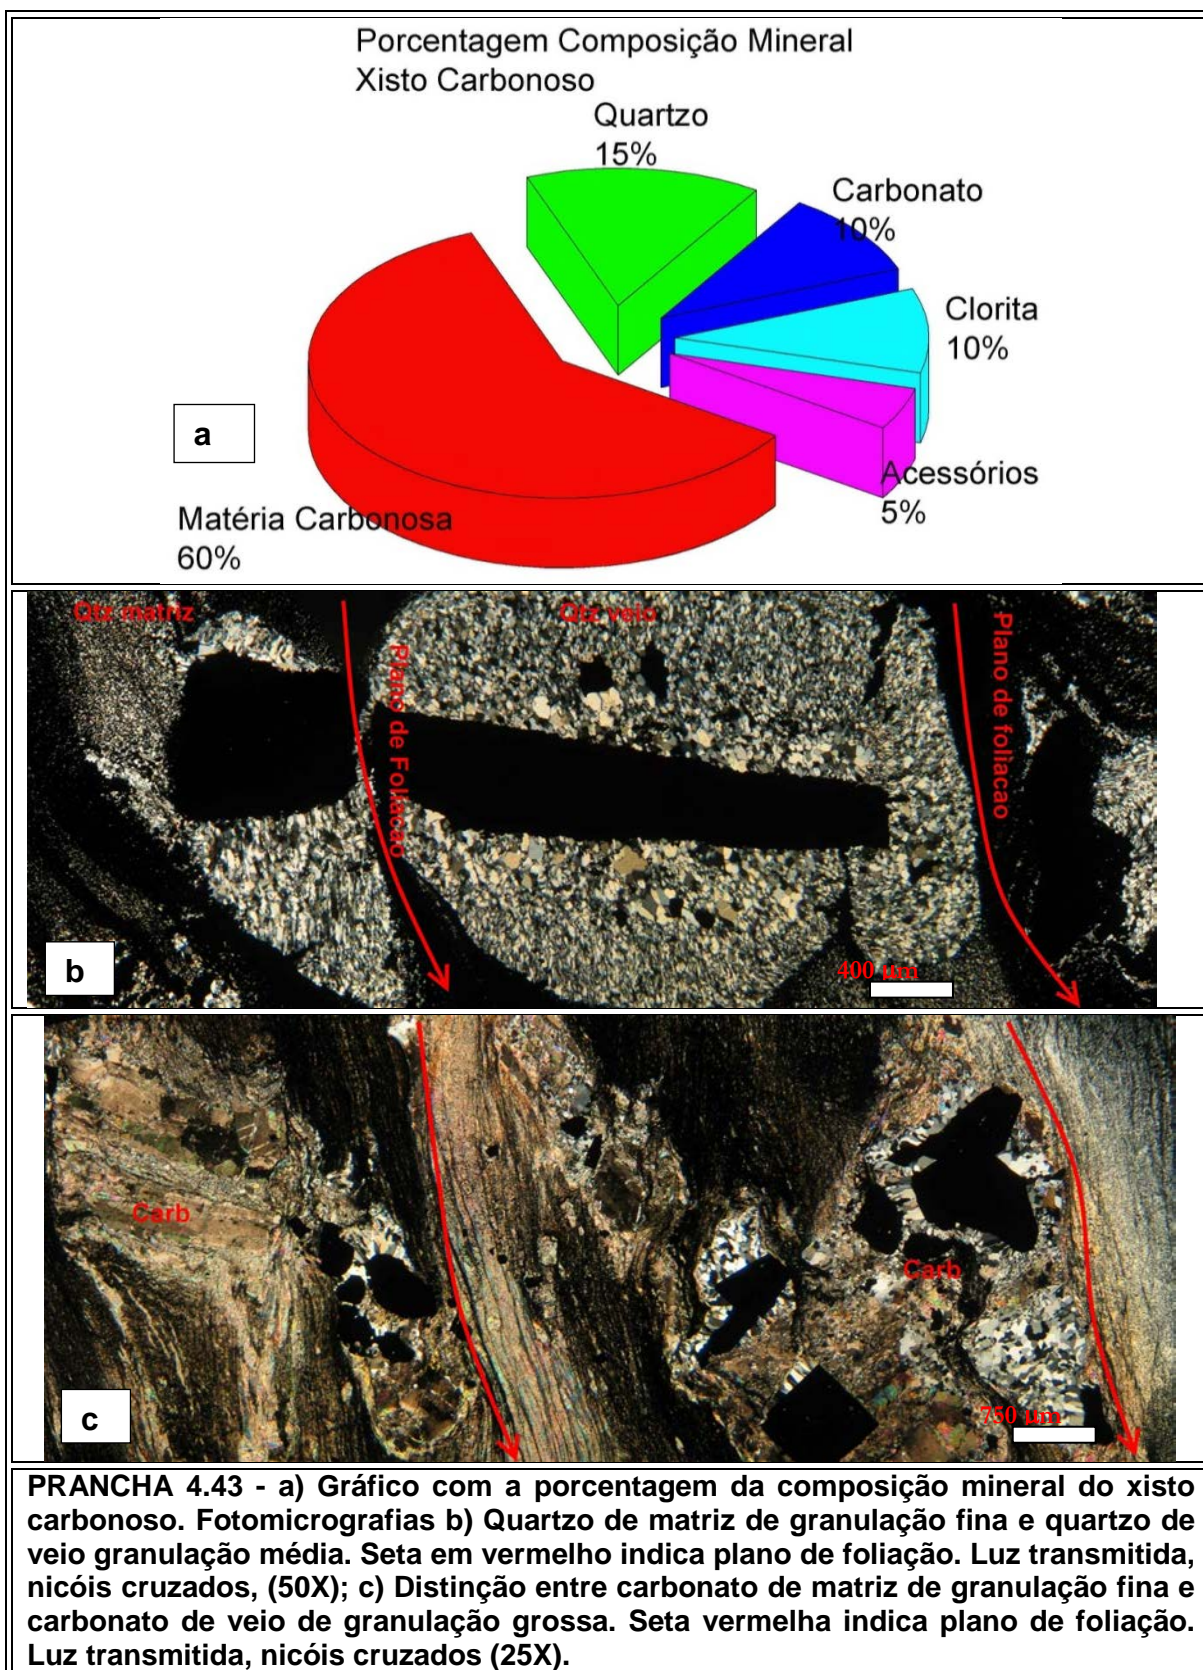 Porcentagem Composição Mineral
Xisto Carbonoso
Quartzo
15%
Carbonato
10%
Clorita
10%
Acessórios
5%
Matéria Carbonosa
60%
a
Qtz matriz
Qtz veio
Plano de Foliacao
Plano de foliacao
400 µm
b
Carb
Carb
750 µm
c
PRANCHA 4.43 - a) Gráfico com a porcentagem da composição mineral do xisto
carbonoso. Fotomicrografias b) Quartzo de matriz de granulação fina e quartzo de
veio granulação média. Seta em vermelho indica plano de foliação. Luz transmitida,
nicóis cruzados, (50X); c) Distinção entre carbonato de matriz de granulação fina e
carbonato de veio de granulação grossa. Seta vermelha indica plano de foliação.
Luz transmitida, nicóis cruzados (25X).